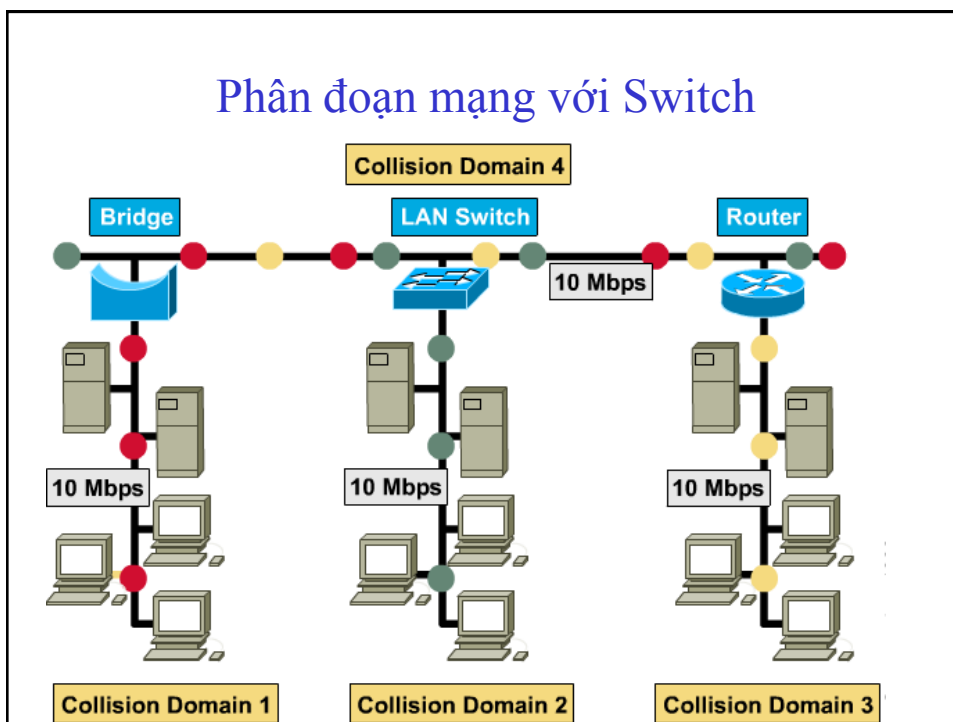 Phân đoạn mạng với Switch
Collision Domain 4
Bridge
LAN Switch
Router
10 Mbps
10 Mbps
10 Mbps
10 Mbps
Collision Domain 1
Collision Domain 2
Collision Domain 3